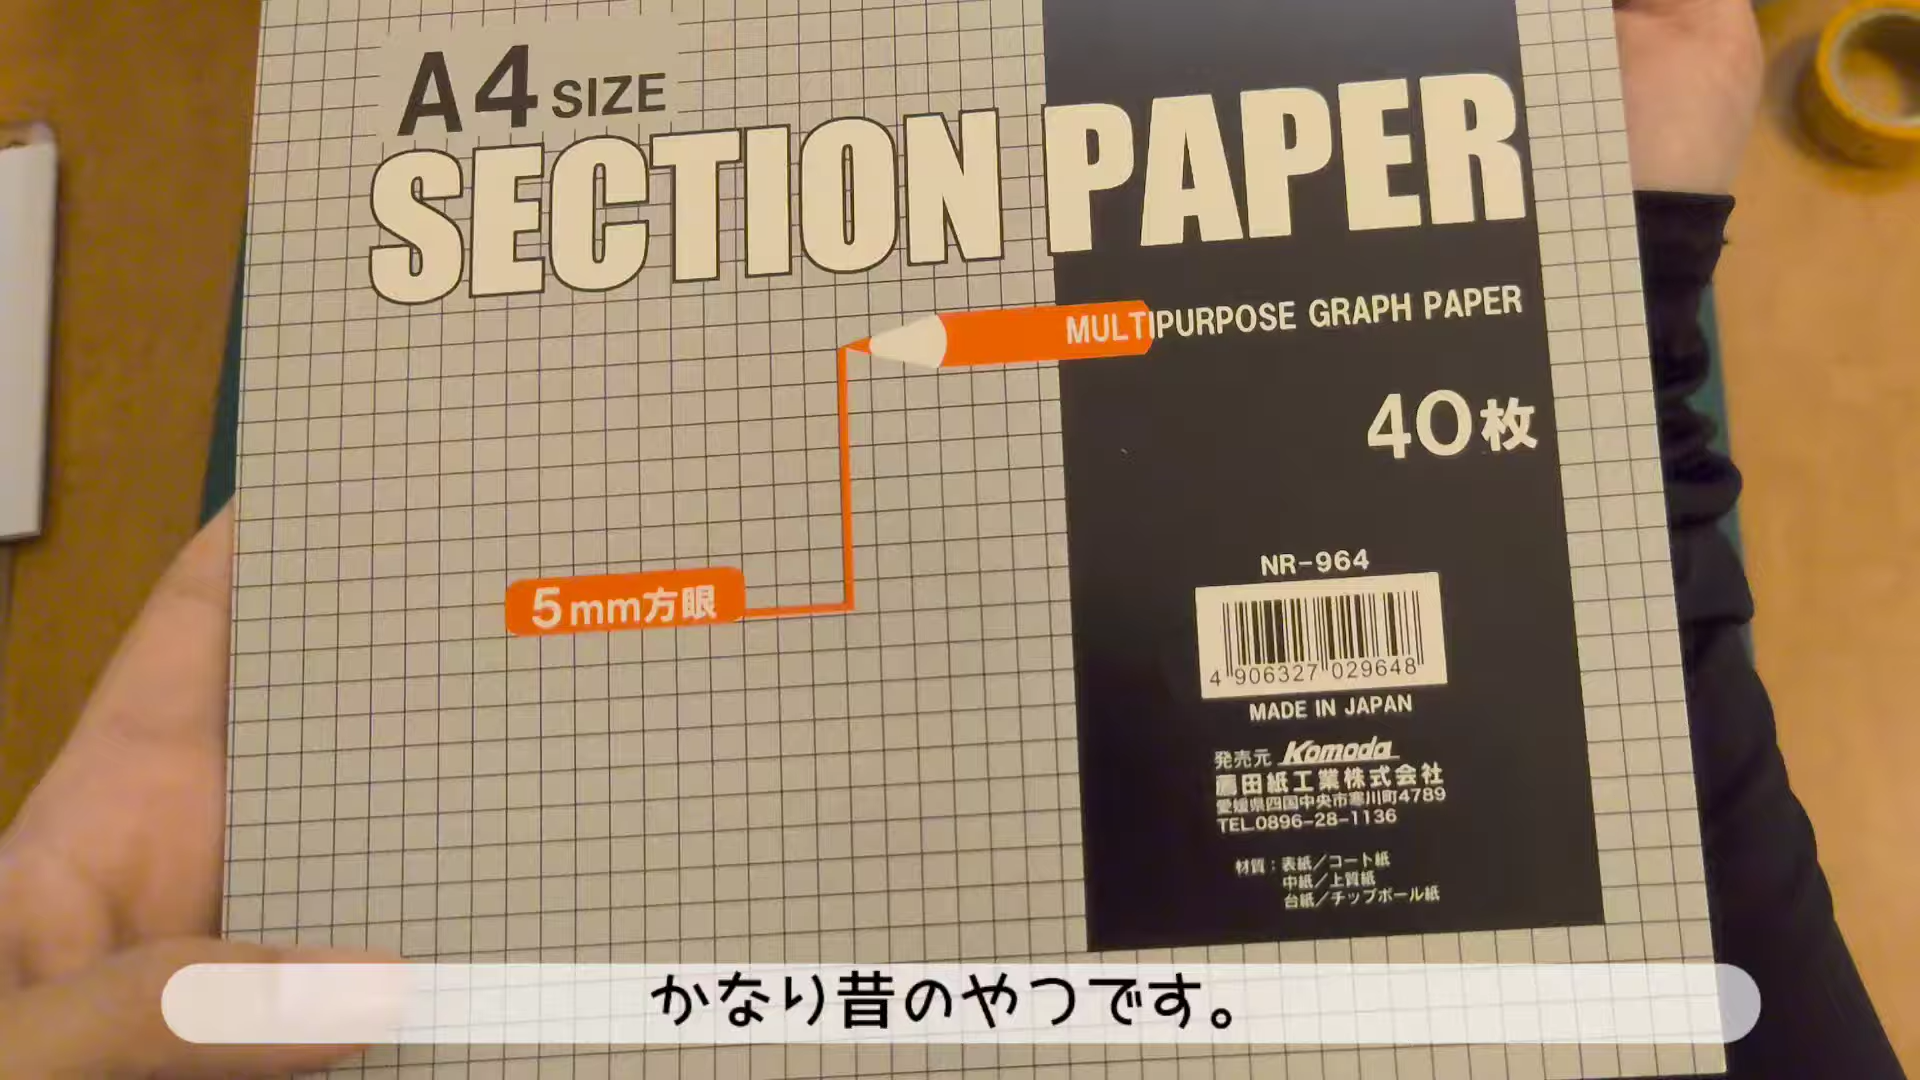 A4 SIZE
SECTION PAPER
MULTIPURPOSE GRAPH PAPER
40枚
5mm方眼
NR-964
4 906327 029648
MADE IN JAPAN
発売元 Komoda
薦田紙工業株式会社
愛媛県四国中央市寒川町4789
TEL.0896-28-1136
材質：表紙／コート紙
中紙／上質紙
台紙／チップボール紙
かなり昔のやつです。